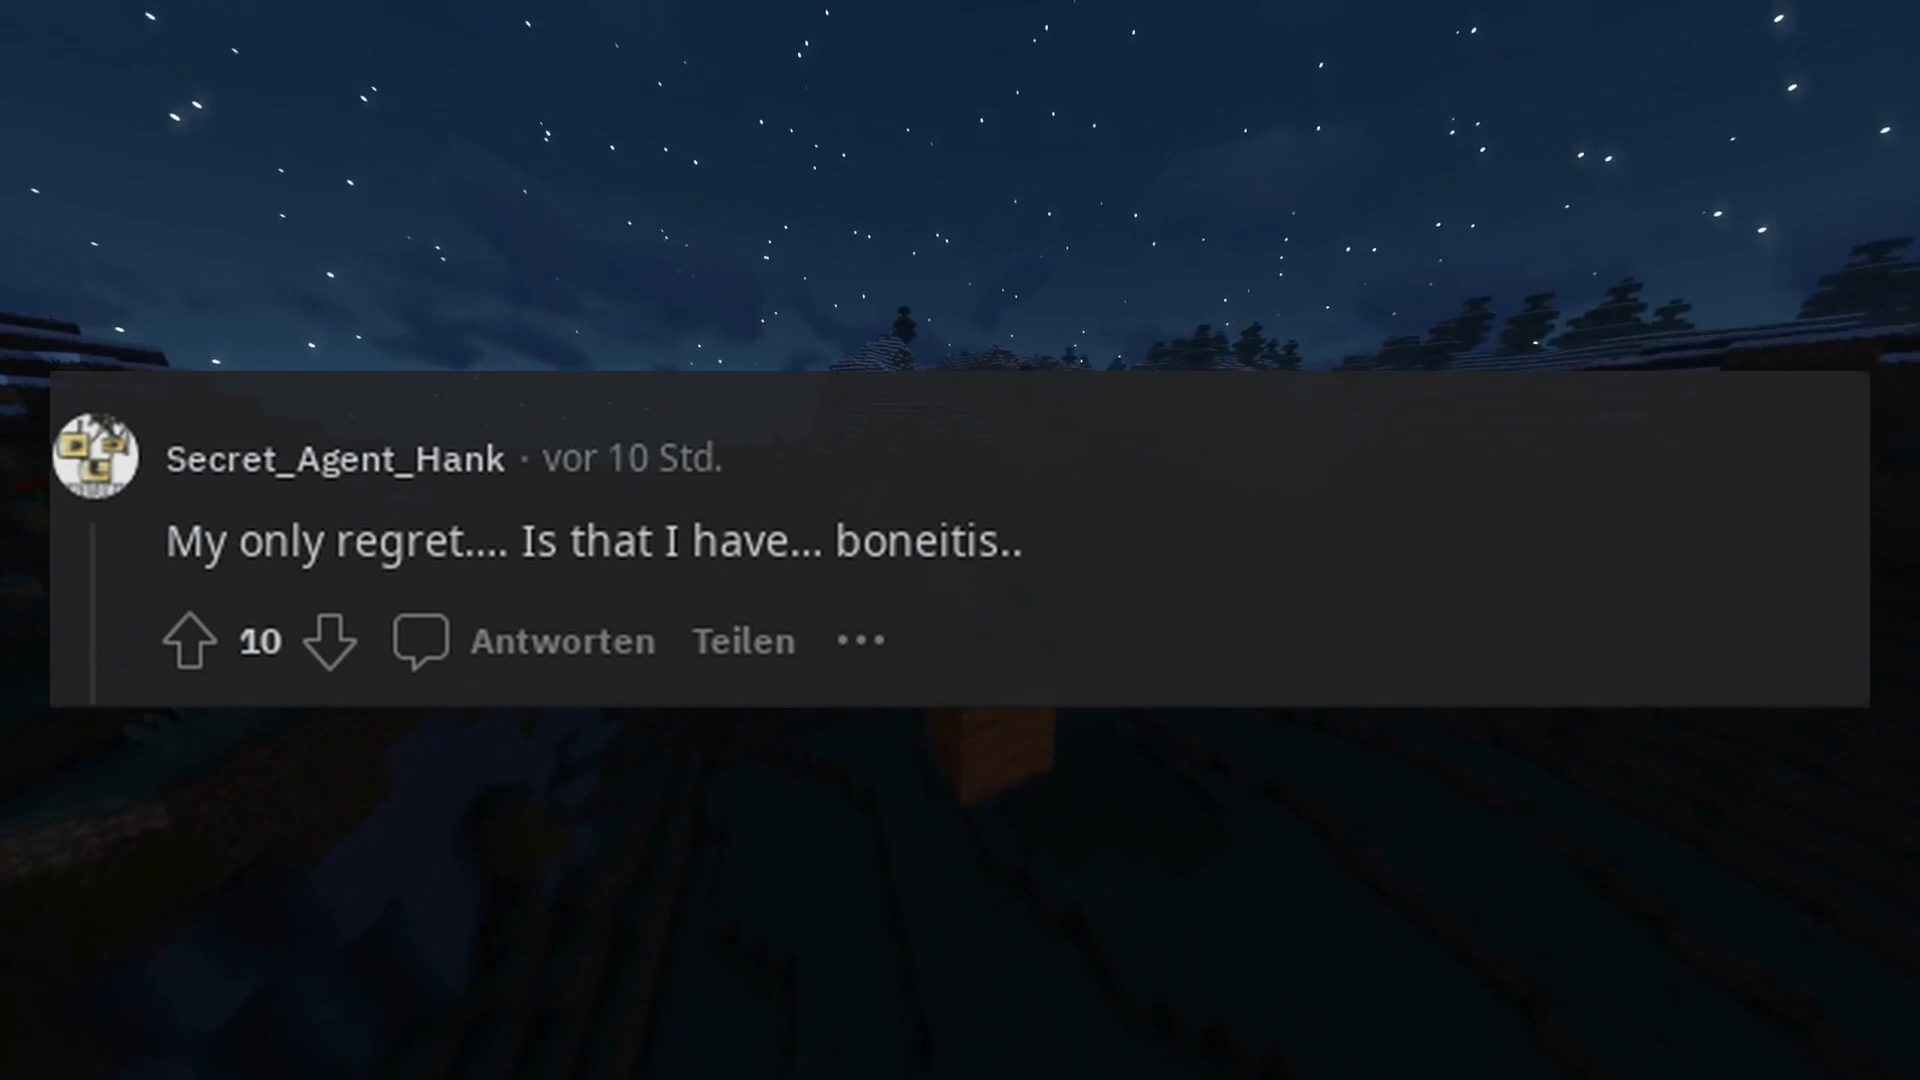 Secret_Agent_Hank · vor 10 Std.
My only regret.... Is that I have... boneitis..
10 Antworten Teilen •••